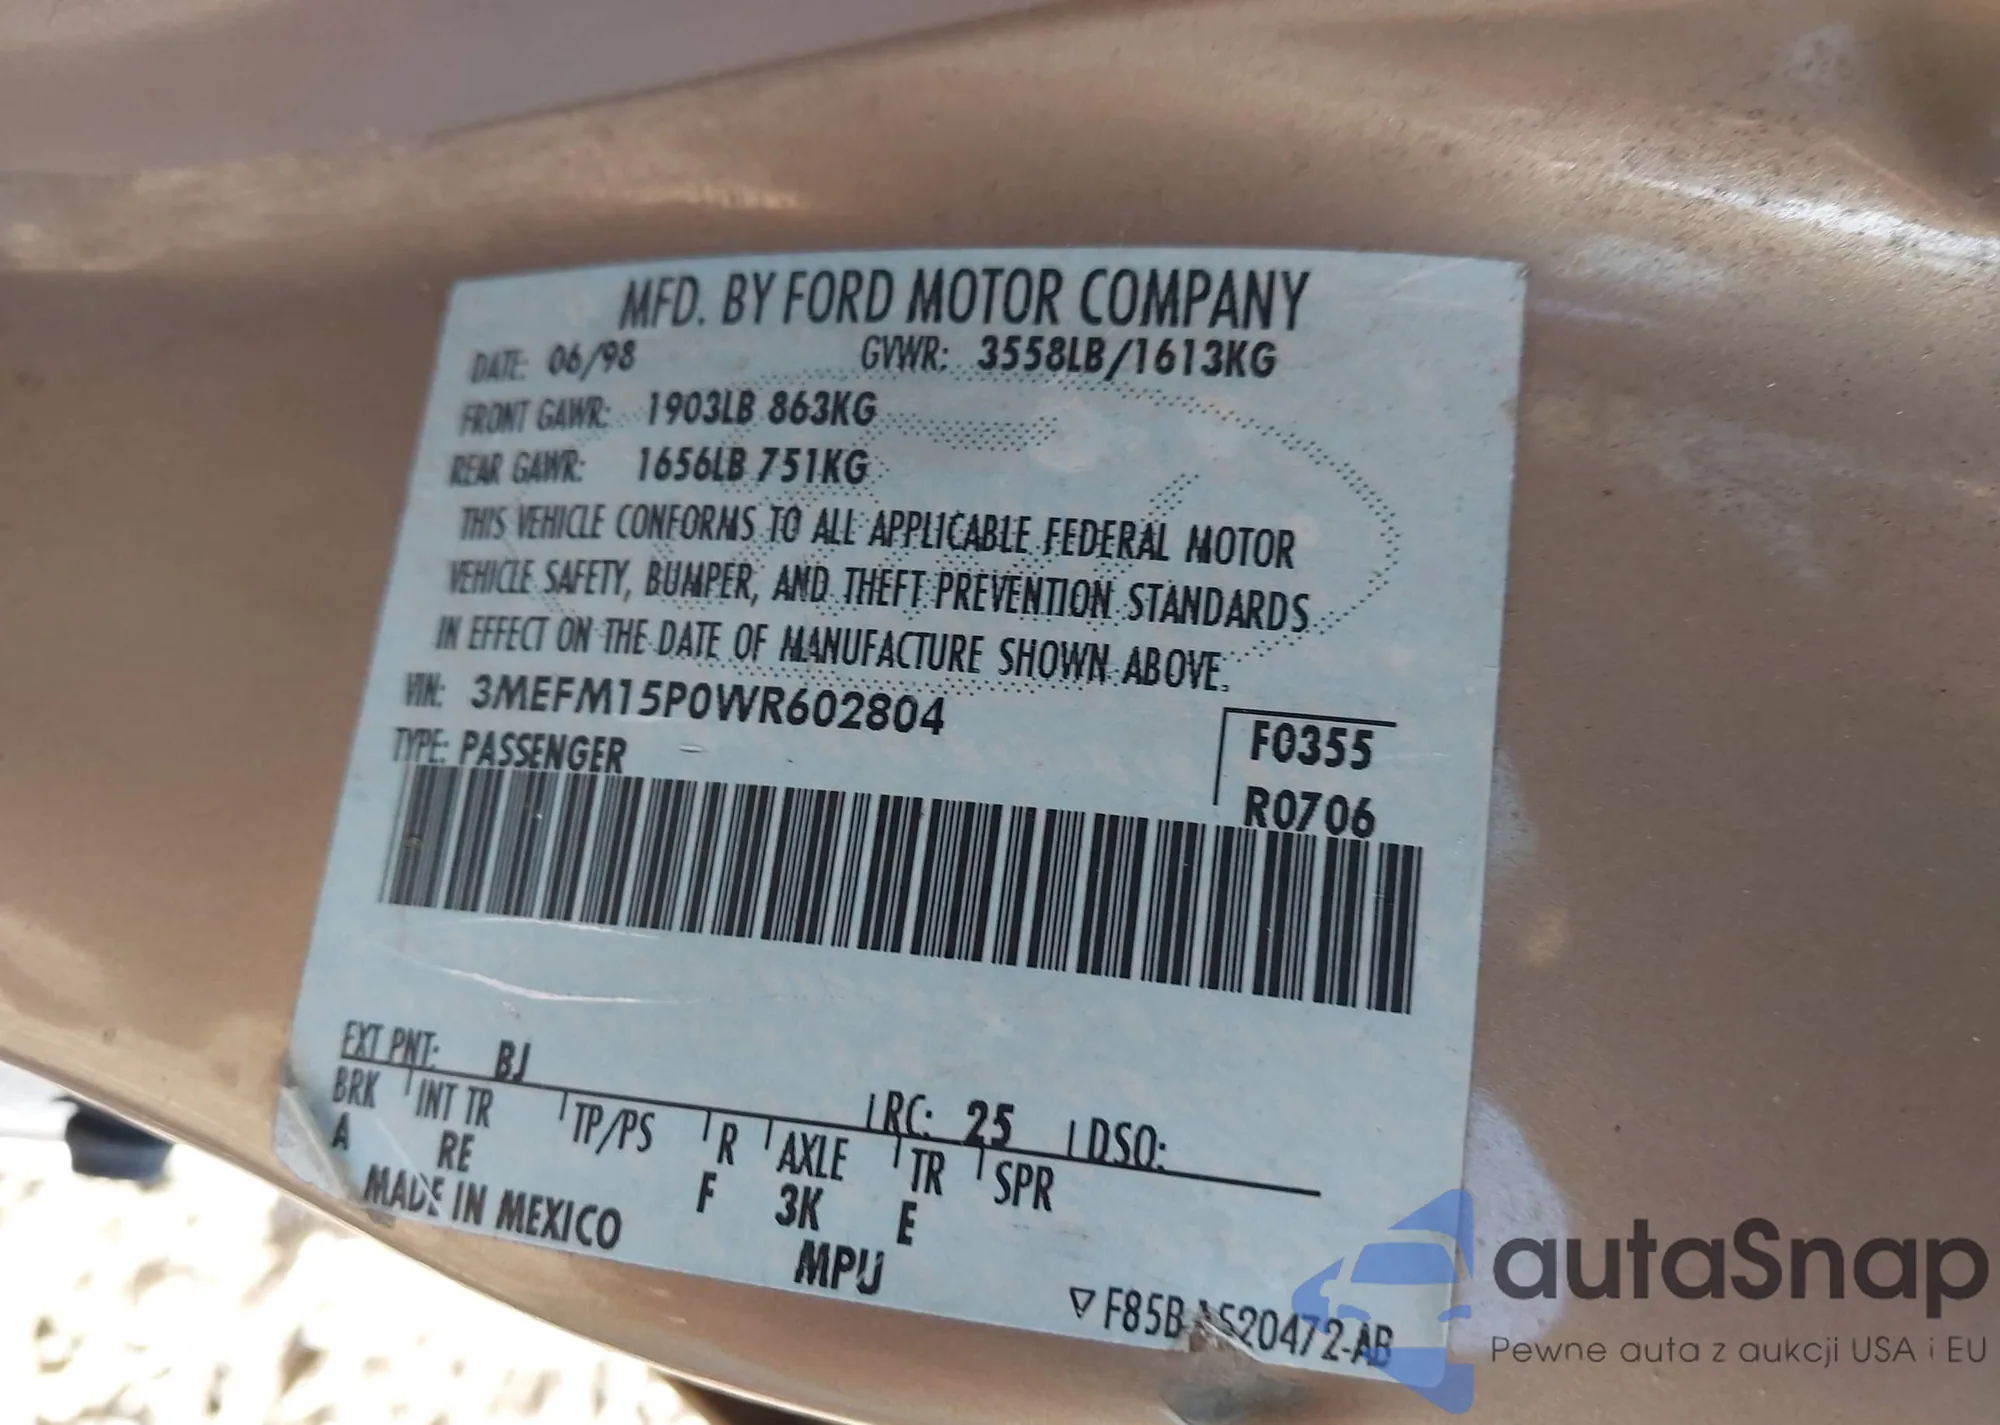 MFD. BY FORD MOTOR COMPANY
DATE: 06/98 GVWR: 3558LB/1613KG
FRONT GAWR: 1903LB 863KG
REAR GAWR: 1656LB 751KG
THIS VEHICLE CONFORMS TO ALL APPLICABLE FEDERAL MOTOR
VEHICLE SAFETY, BUMPER, AND THEFT PREVENTION STANDARDS
IN EFFECT ON THE DATE OF MANUFACTURE SHOWN ABOVE.
VIN: 3MEFM15P0WR602804
F0355
TYPE: PASSENGER
R0706
EXT PNT: BJ RC: 25 DSO:
BRK INT TR TP/PS R AXLE TR SPR
A RE F 3K E
MADE IN MEXICO MPU
F85B 520472-AB
autaSnap
Pewne auta z aukcji USA i EU